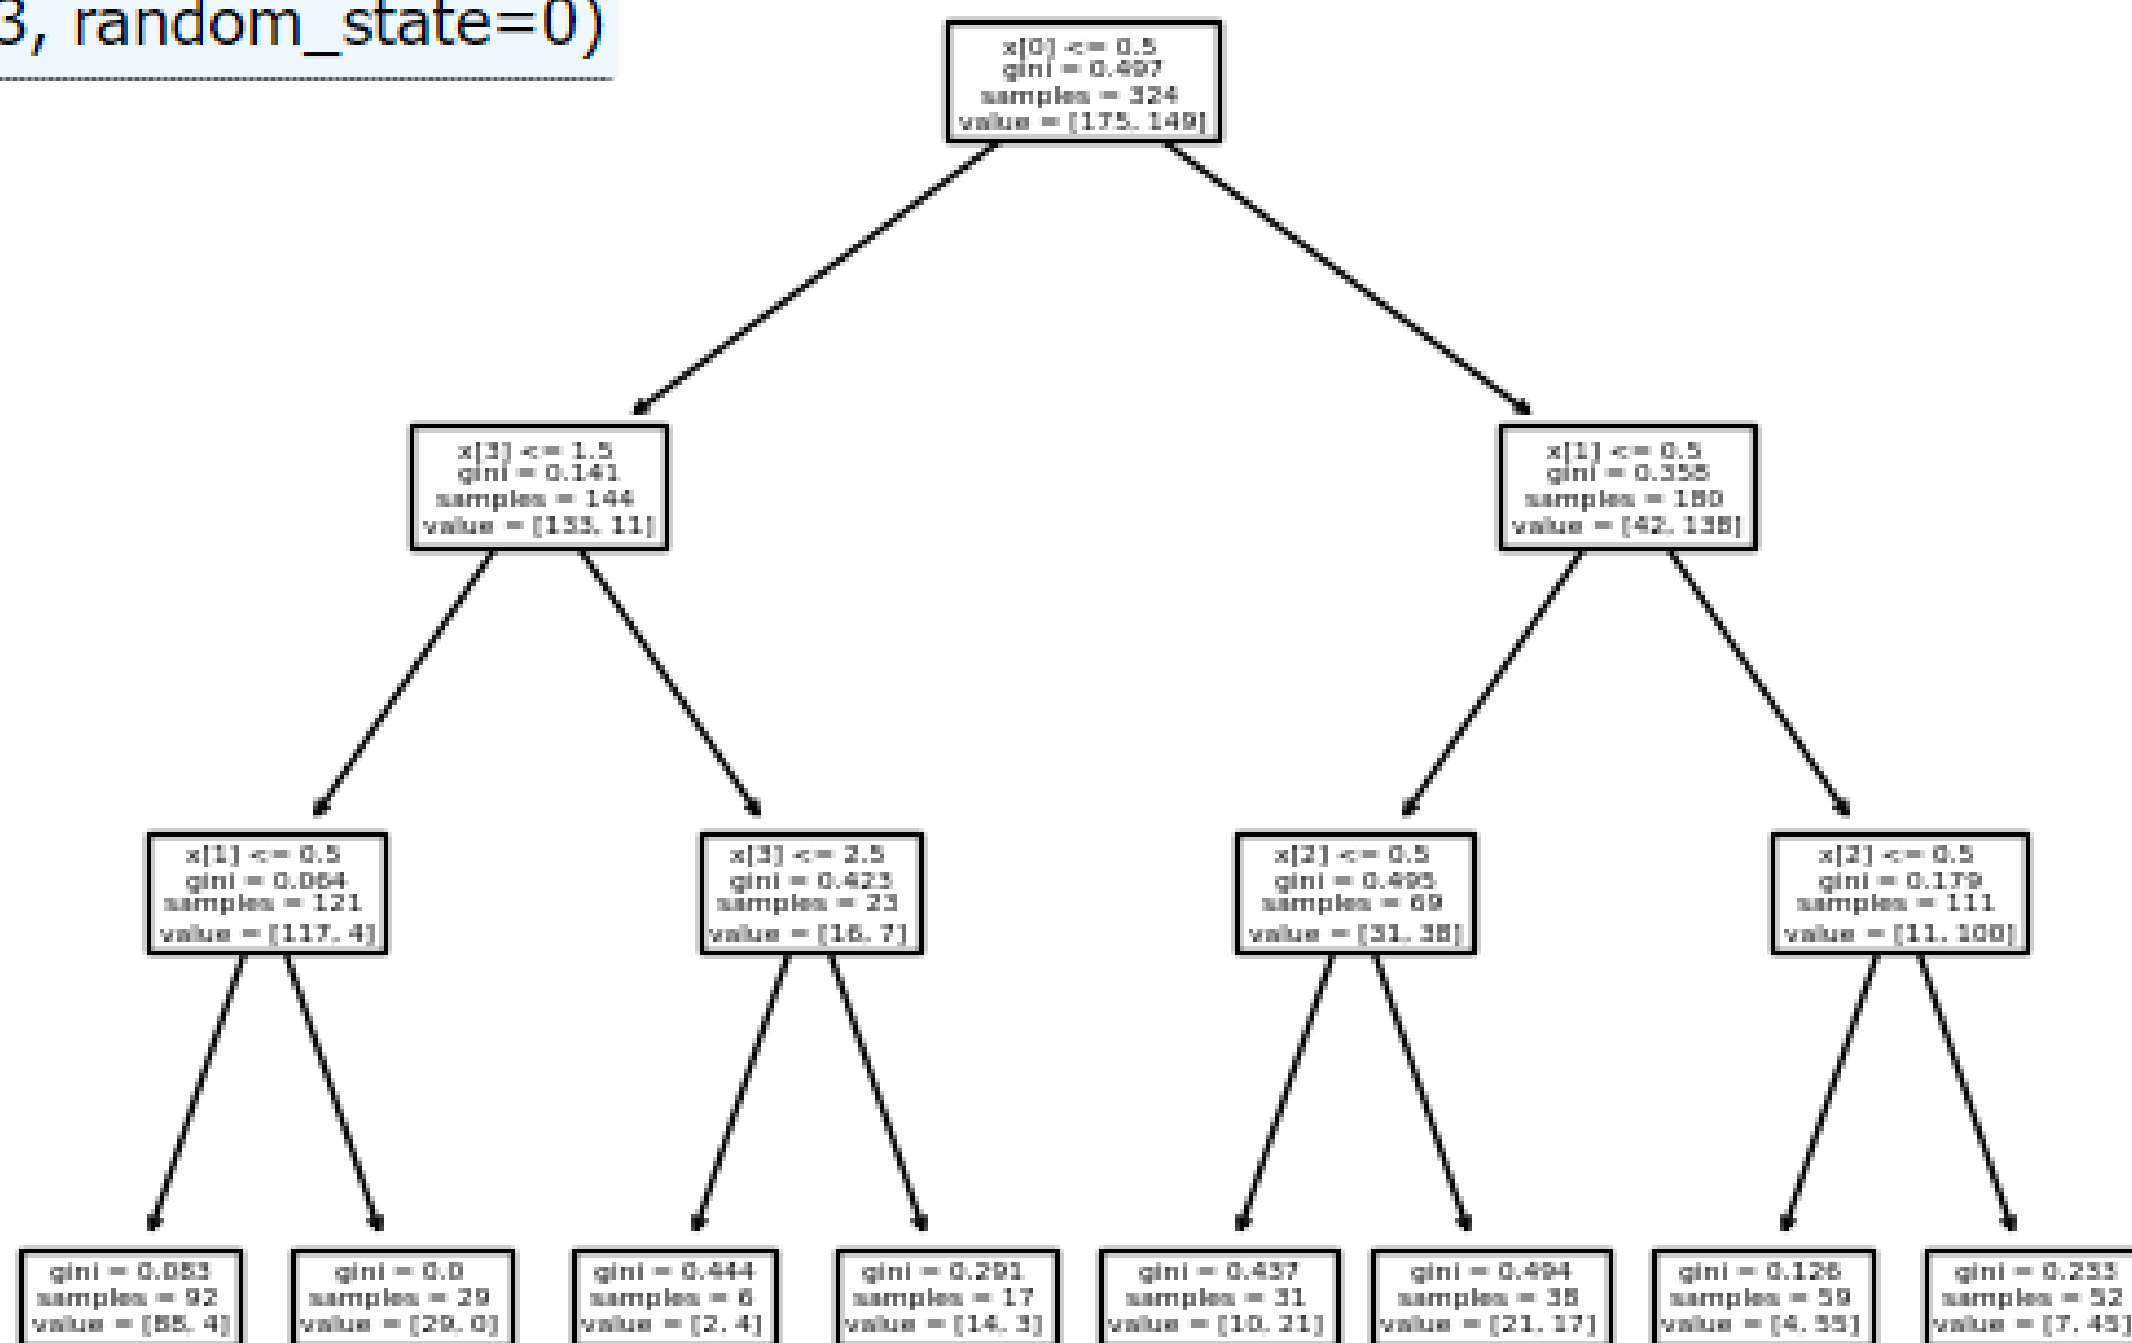 3, random_state=0)
x[0] <= 0.5
gini = 0.497
samples = 324
value = [175, 149]
x[3] <= 1.5
gini = 0.141
samples = 144
value = [133, 11]
x[1] <= 0.5
gini = 0.358
samples = 180
value = [42, 138]
x[1] <= 0.5
gini = 0.064
samples = 121
value = [117, 4]
x[3] <= 2.5
gini = 0.423
samples = 23
value = [16, 7]
x[2] <= 0.5
gini = 0.495
samples = 69
value = [31, 38]
x[2] <= 0.5
gini = 0.179
samples = 111
value = [11, 100]
gini = 0.083
samples = 92
value = [88, 4]
gini = 0.0
samples = 29
value = [29, 0]
gini = 0.444
samples = 6
value = [2, 4]
gini = 0.291
samples = 17
value = [14, 3]
gini = 0.437
samples = 31
value = [10, 21]
gini = 0.494
samples = 38
value = [21, 17]
gini = 0.126
samples = 59
value = [4, 55]
gini = 0.233
samples = 52
value = [7, 45]